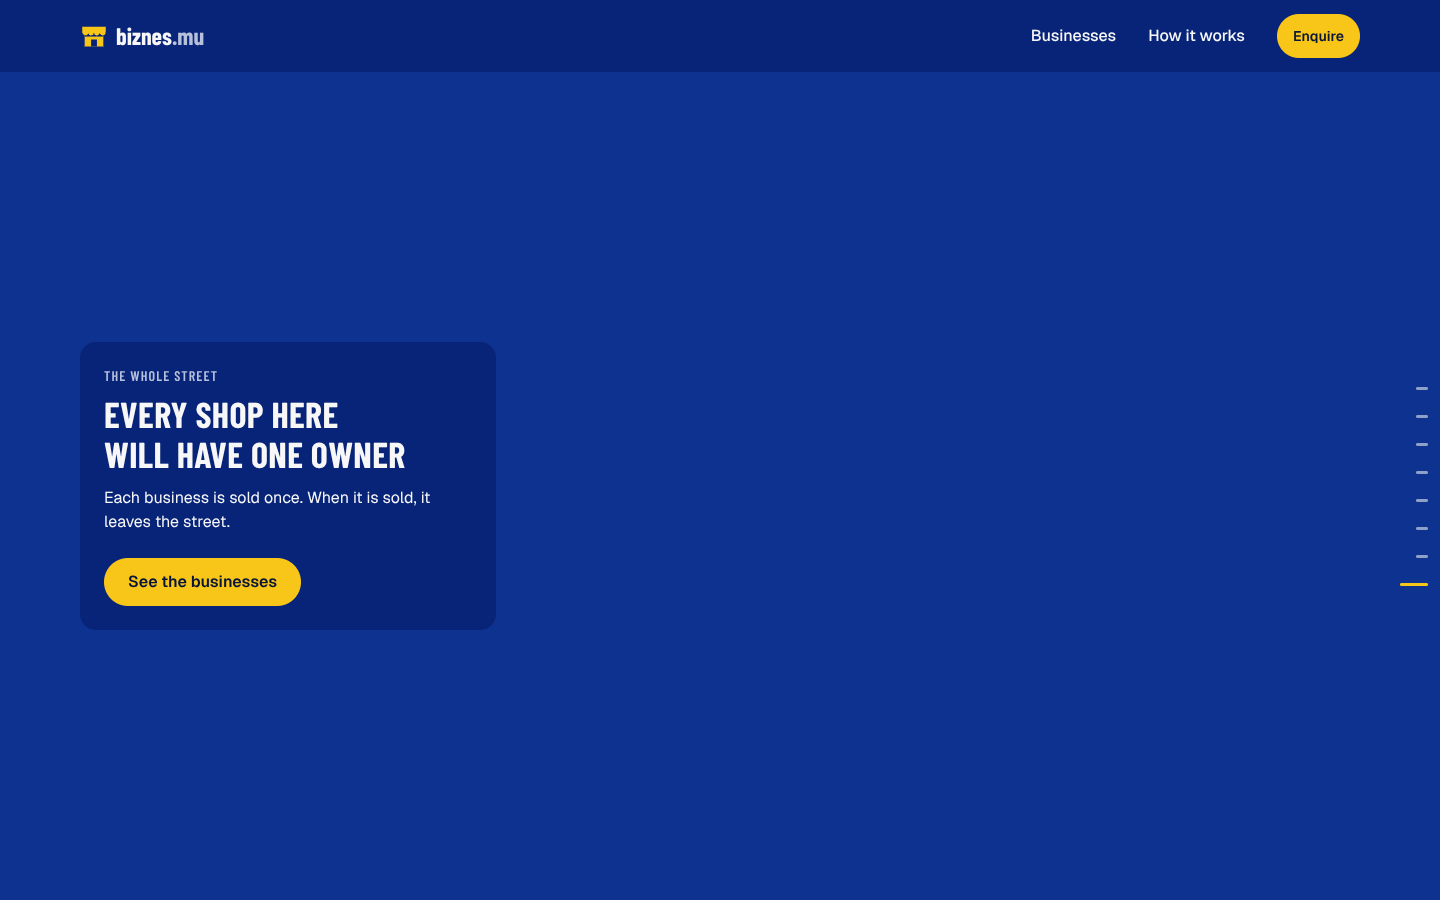 biznes.mu
Businesses
How it works
Enquire
THE WHOLE STREET
EVERY SHOP HERE
WILL HAVE ONE OWNER
Each business is sold once. When it is sold, it
leaves the street.
See the businesses